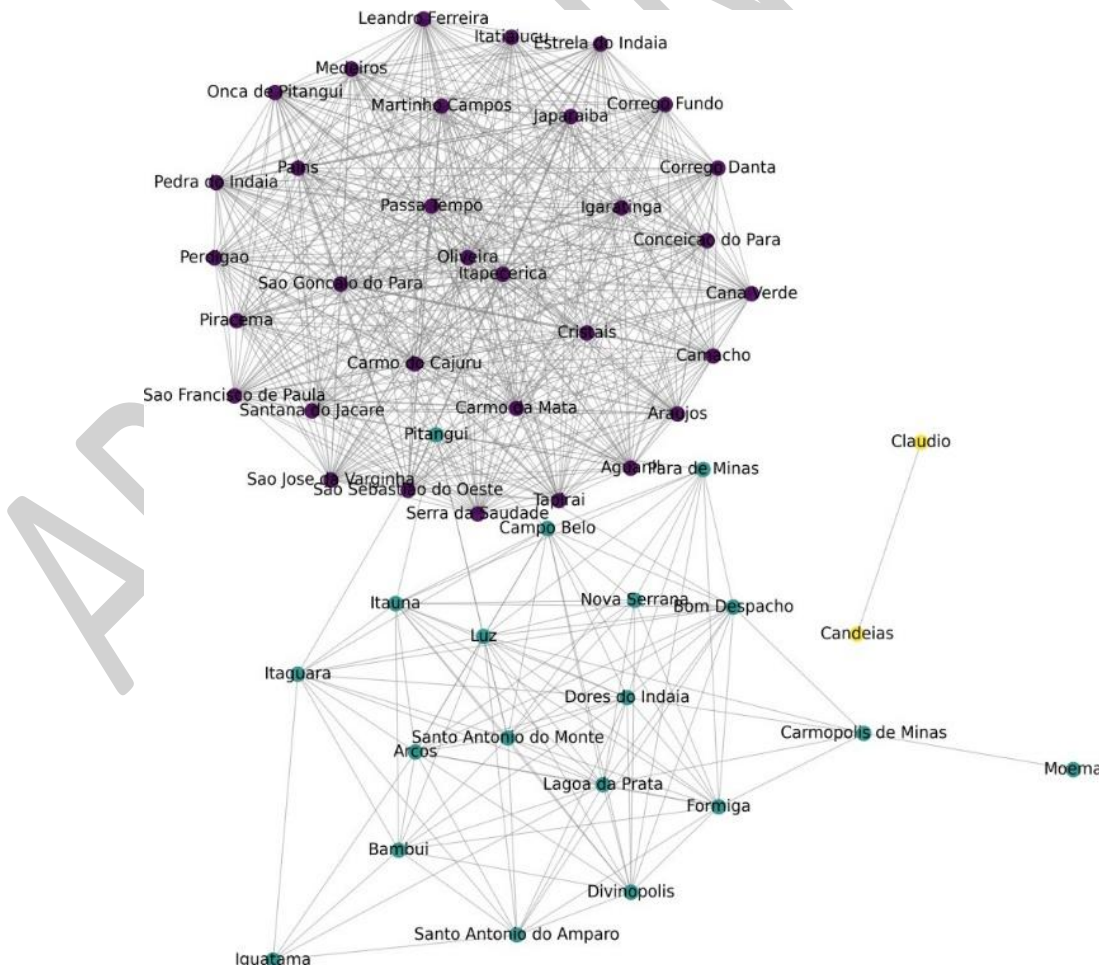 Leandro Ferreira
Itatiaiucu
Estrela do Indaia
Medeiros
Onca de Pitangui
Martinho Campos
Japaraiba
Corrego Fundo
Pains
Corrego Danta
Pedra do Indaia
Passa Tempo
Igaratinga
Conceicao do Para
Perdigao
Oliveira
Itapecerica
Sao Goncalo do Para
Cana Verde
Piracema
Cristais
Camacho
Carmo do Cajuru
Sao Francisco de Paula
Santana do Jacare
Carmo da Mata
Araujos
Pitangui
Claudio
Aguanil
Para de Minas
Sao Jose da Varginha
Sao Sebastiao do Oeste
Tapirai
Serra da Saudade
Campo Belo
Itauna
Nova Serrana
Bom Despacho
Luz
Candeias
Itaguara
Dores do Indaia
Carmopolis de Minas
Santo Antonio do Monte
Arcos
Moema
Lagoa da Prata
Formiga
Bambui
Divinopolis
Santo Antonio do Amparo
Iguatama